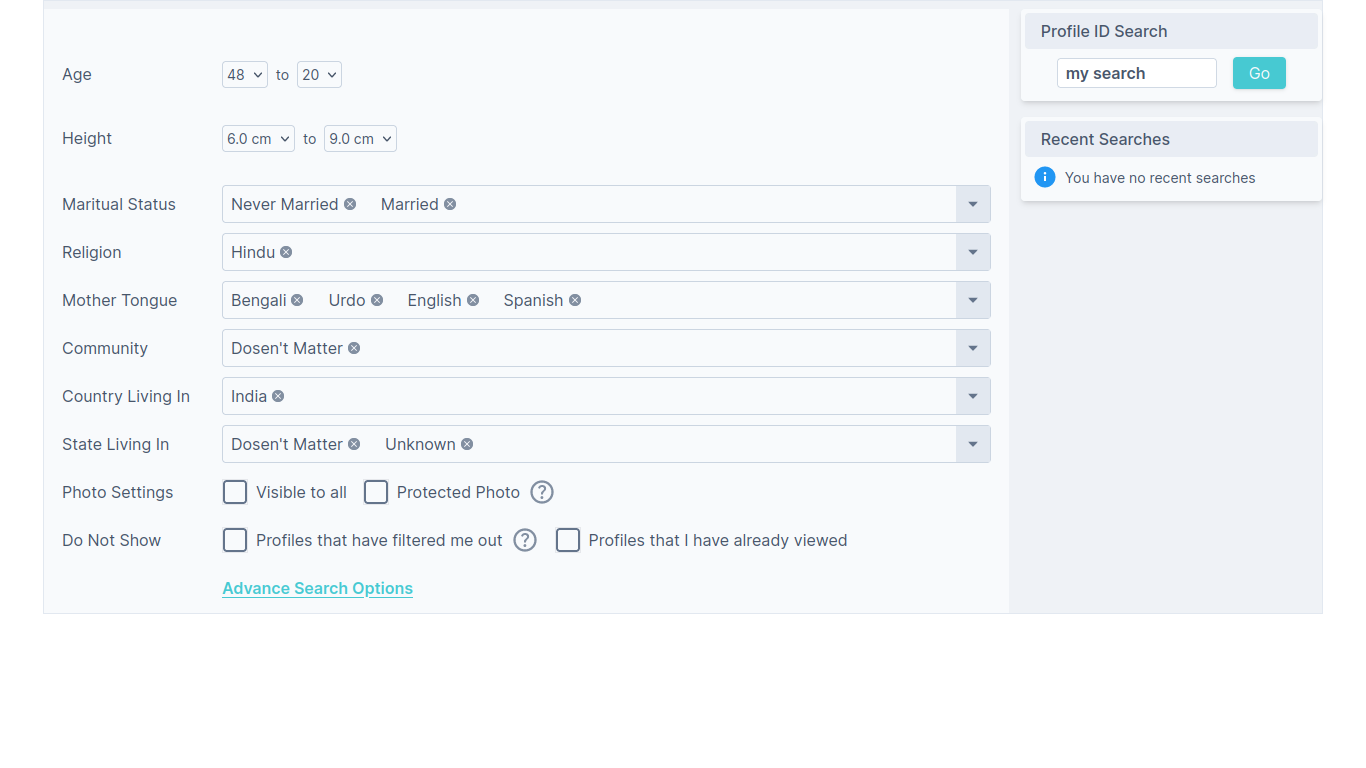 Age 48 to 20
Height 6.0 cm to 9.0 cm
Maritual Status Never Married Married
Religion Hindu
Mother Tongue Bengali Urdo English Spanish
Community Dosen't Matter
Country Living In India
State Living In Dosen't Matter Unknown
Photo Settings Visible to all Protected Photo
Do Not Show Profiles that have filtered me out Profiles that I have already viewed
Advance Search Options
Profile ID Search
my search Go
Recent Searches
You have no recent searches